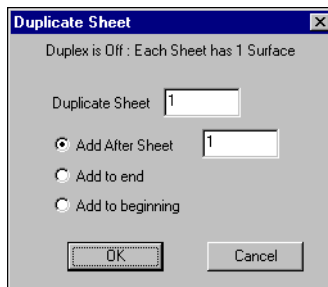 Duplicate Sheet
Duplex is Off : Each Sheet has 1 Surface
Duplicate Sheet 1
Add After Sheet 1
Add to end
Add to beginning
OK Cancel